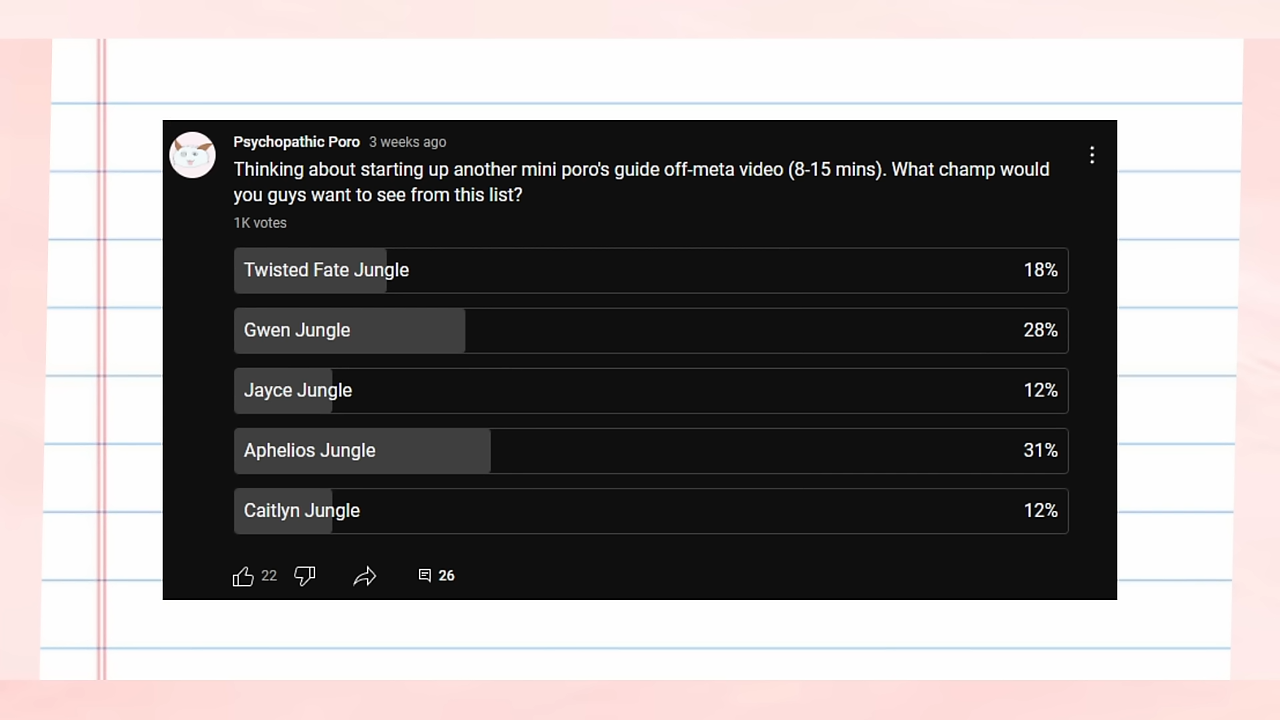 Psychopathic Poro 3 weeks ago
Thinking about starting up another mini poro's guide off-meta video (8-15 mins). What champ would
you guys want to see from this list?
1K votes
Twisted Fate Jungle 18%
Gwen Jungle 28%
Jayce Jungle 12%
Aphelios Jungle 31%
Caitlyn Jungle 12%
22 26